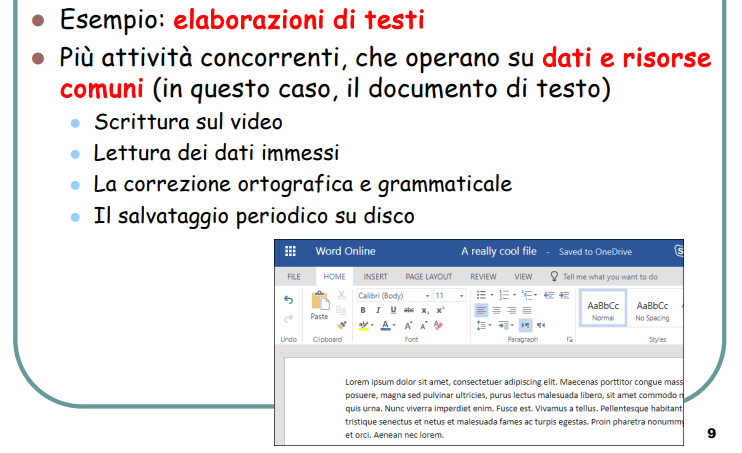 Esempio: elaborazioni di testi
Più attività concorrenti, che operano su dati e risorse
comuni (in questo caso, il documento di testo)
Scrittura sul video
Lettura dei dati immessi
La correzione ortografica e grammaticale
Il salvataggio periodico su disco
Word Online A really cool file - Saved to OneDrive
FILE HOME INSERT PAGE LAYOUT REVIEW VIEW Tell me what you want to do
Calibri (Body) 11
Paste
B I U abc x₂ x²
AaBbCc AaBbCc
Normal No Spacing
Undo Clipboard Font Paragraph Styles
Lorem ipsum dolor sit amet, consectetuer adipiscing elit. Maecenas porttitor congue mass
posuere, magna sed pulvinar ultricies, purus lectus malesuada libero, sit amet commodo
quis urna. Nunc viverra imperdiet enim. Fusce est. Vivamus a tellus. Pellentesque habitant
tristique senectus et netus et malesuada fames ac turpis egestas. Proin pharetra nonummy
et orci. Aenean nec lorem.
9